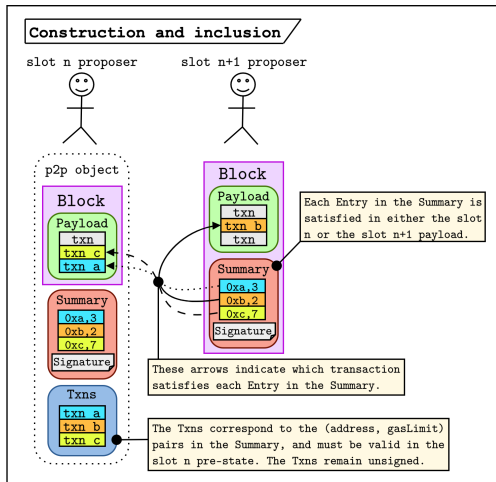 Construction and inclusion
slot n proposer
slot n+1 proposer
p2p object
Block
Payload
txn
txn c
txn a
Summary
0xa,3
0xb,2
0xc,7
Signature
Txns
txn a
txn b
txn c
Block
Payload
txn
txn b
txn
Summary
0xa,3
0xb,2
0xc,7
Signature
Each Entry in the Summary is
satisfied in either the slot
n or the slot n+1 payload.
These arrows indicate which transaction
satisfies each Entry in the Summary.
The Txns correspond to the (address, gasLimit)
pairs in the Summary, and must be valid in the
slot n pre-state. The Txns remain unsigned.